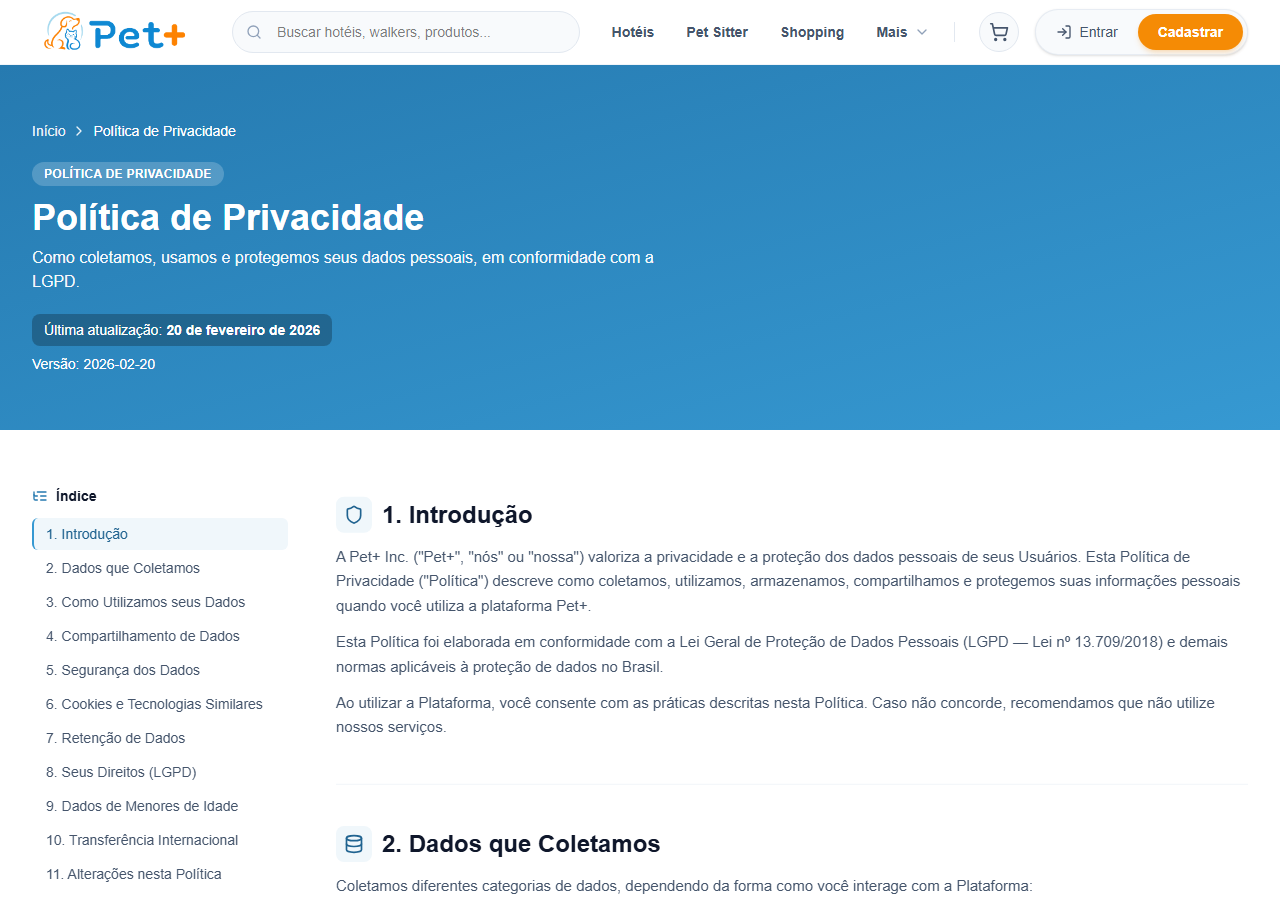 Pet+
Buscar hotéis, walkers, produtos...
Hotéis
Pet Sitter
Shopping
Mais
Entrar
Cadastrar
Início
Política de Privacidade
POLÍTICA DE PRIVACIDADE
Política de Privacidade
Como coletamos, usamos e protegemos seus dados pessoais, em conformidade com a
LGPD.
Última atualização: 20 de fevereiro de 2026
Versão: 2026-02-20
Índice
1. Introdução
2. Dados que Coletamos
3. Como Utilizamos seus Dados
4. Compartilhamento de Dados
5. Segurança dos Dados
6. Cookies e Tecnologias Similares
7. Retenção de Dados
8. Seus Direitos (LGPD)
9. Dados de Menores de Idade
10. Transferência Internacional
11. Alterações nesta Política
1. Introdução
A Pet+ Inc. ("Pet+", "nós" ou "nossa") valoriza a privacidade e a proteção dos dados pessoais de seus Usuários. Esta Política de
Privacidade ("Política") descreve como coletamos, utilizamos, armazenamos, compartilhamos e protegemos suas informações pessoais
quando você utiliza a plataforma Pet+.
Esta Política foi elaborada em conformidade com a Lei Geral de Proteção de Dados Pessoais (LGPD — Lei nº 13.709/2018) e demais
normas aplicáveis à proteção de dados no Brasil.
Ao utilizar a Plataforma, você consente com as práticas descritas nesta Política. Caso não concorde, recomendamos que não utilize
nossos serviços.
2. Dados que Coletamos
Coletamos diferentes categorias de dados, dependendo da forma como você interage com a Plataforma: